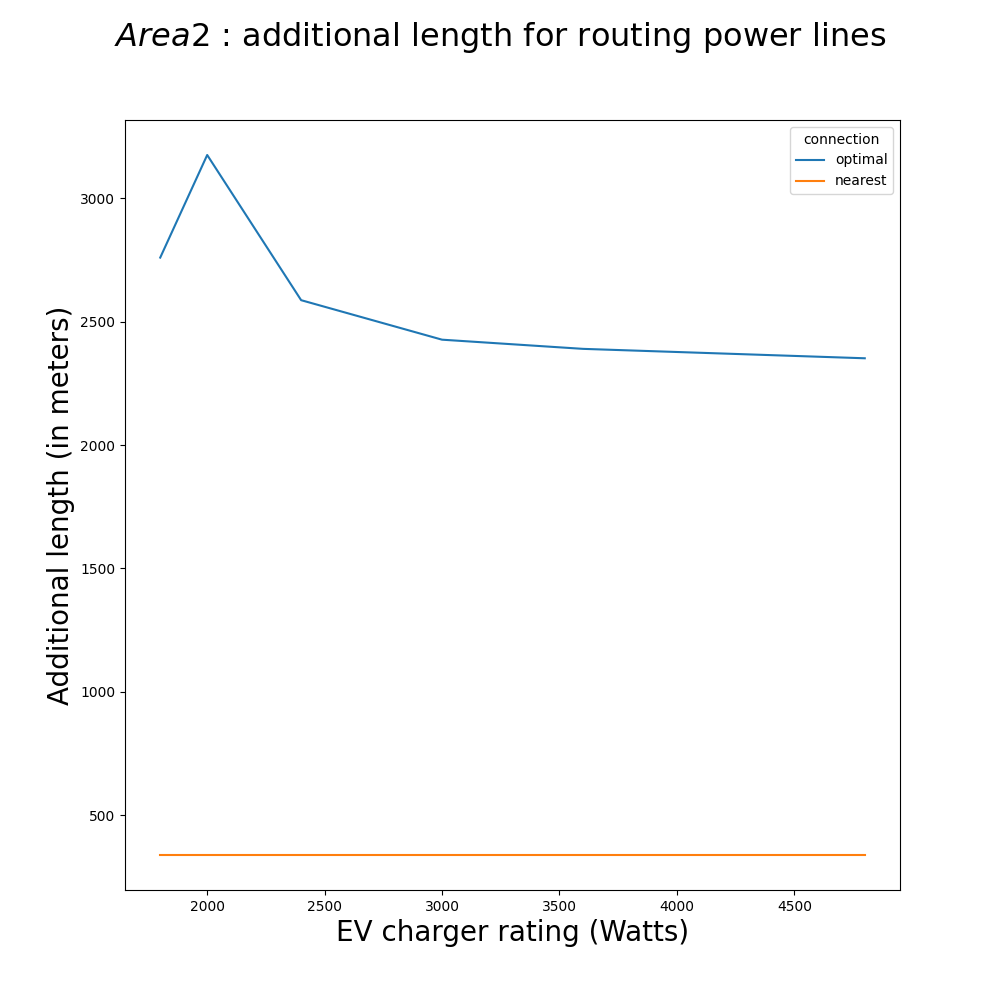 Area2 : additional length for routing power lines
connection
optimal
nearest
Additional length (in meters)
3000
2500
2000
1500
1000
500
2000 2500 3000 3500 4000 4500
EV charger rating (Watts)